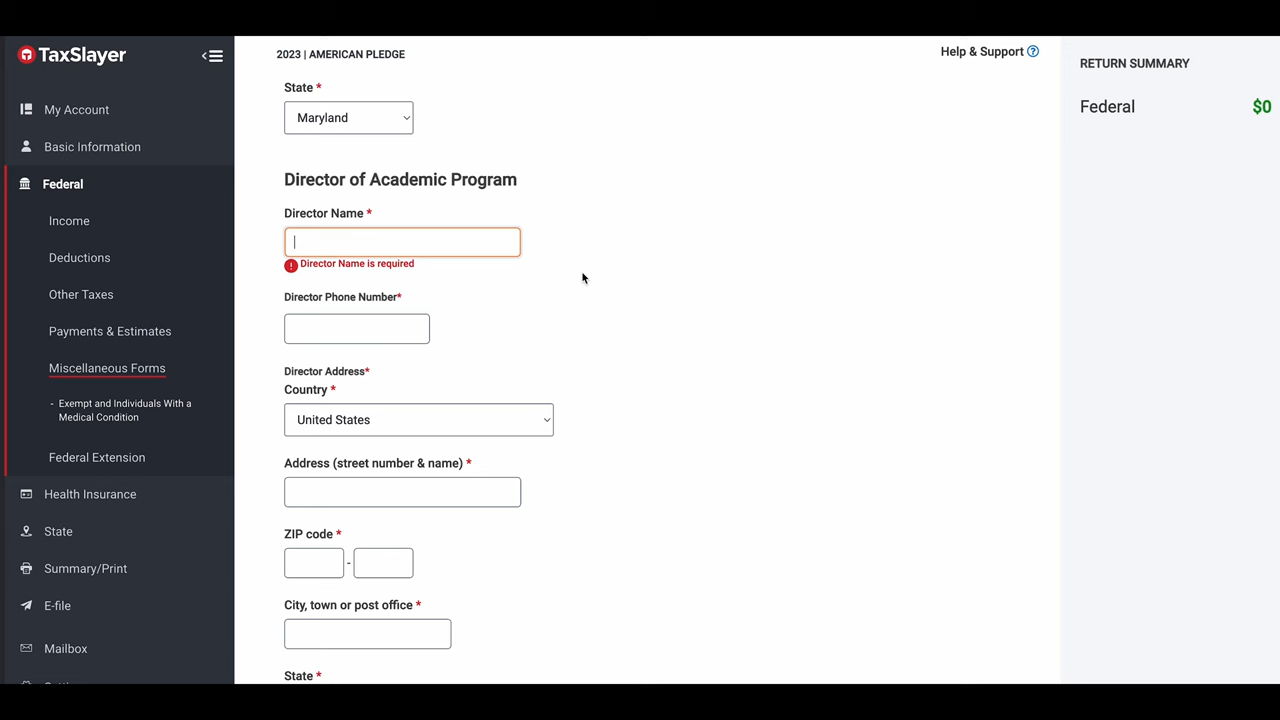 TaxSlayer
My Account
Basic Information
Federal
Income
Deductions
Other Taxes
Payments & Estimates
Miscellaneous Forms
- Exempt and Individuals With a
Medical Condition
Federal Extension
Health Insurance
State
Summary/Print
E-file
Mailbox
2023 | AMERICAN PLEDGE
Help & Support ?
State *
Maryland
Director of Academic Program
Director Name *
! Director Name is required
Director Phone Number*
Director Address*
Country *
United States
Address (street number & name) *
ZIP code *
-
City, town or post office *
State *
RETURN SUMMARY
Federal $0